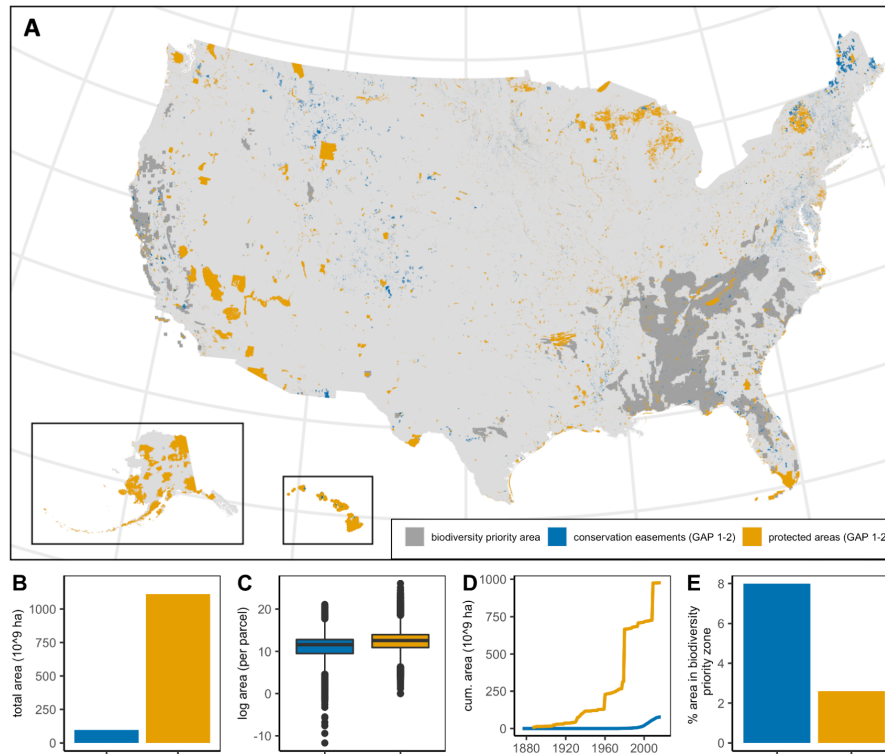 A
biodiversity priority area
conservation easements (GAP 1-2)
protected areas (GAP 1-2
B
total area (10^9 ha)
1000
750
500
250
0
C
log area (per parcel)
20
10
0
-10
D
cum. area (10^9 ha)
1000
750
500
250
0
1880
1920
1960
2000
E
% area in biodiversity
priority zone
8
6
4
2
0